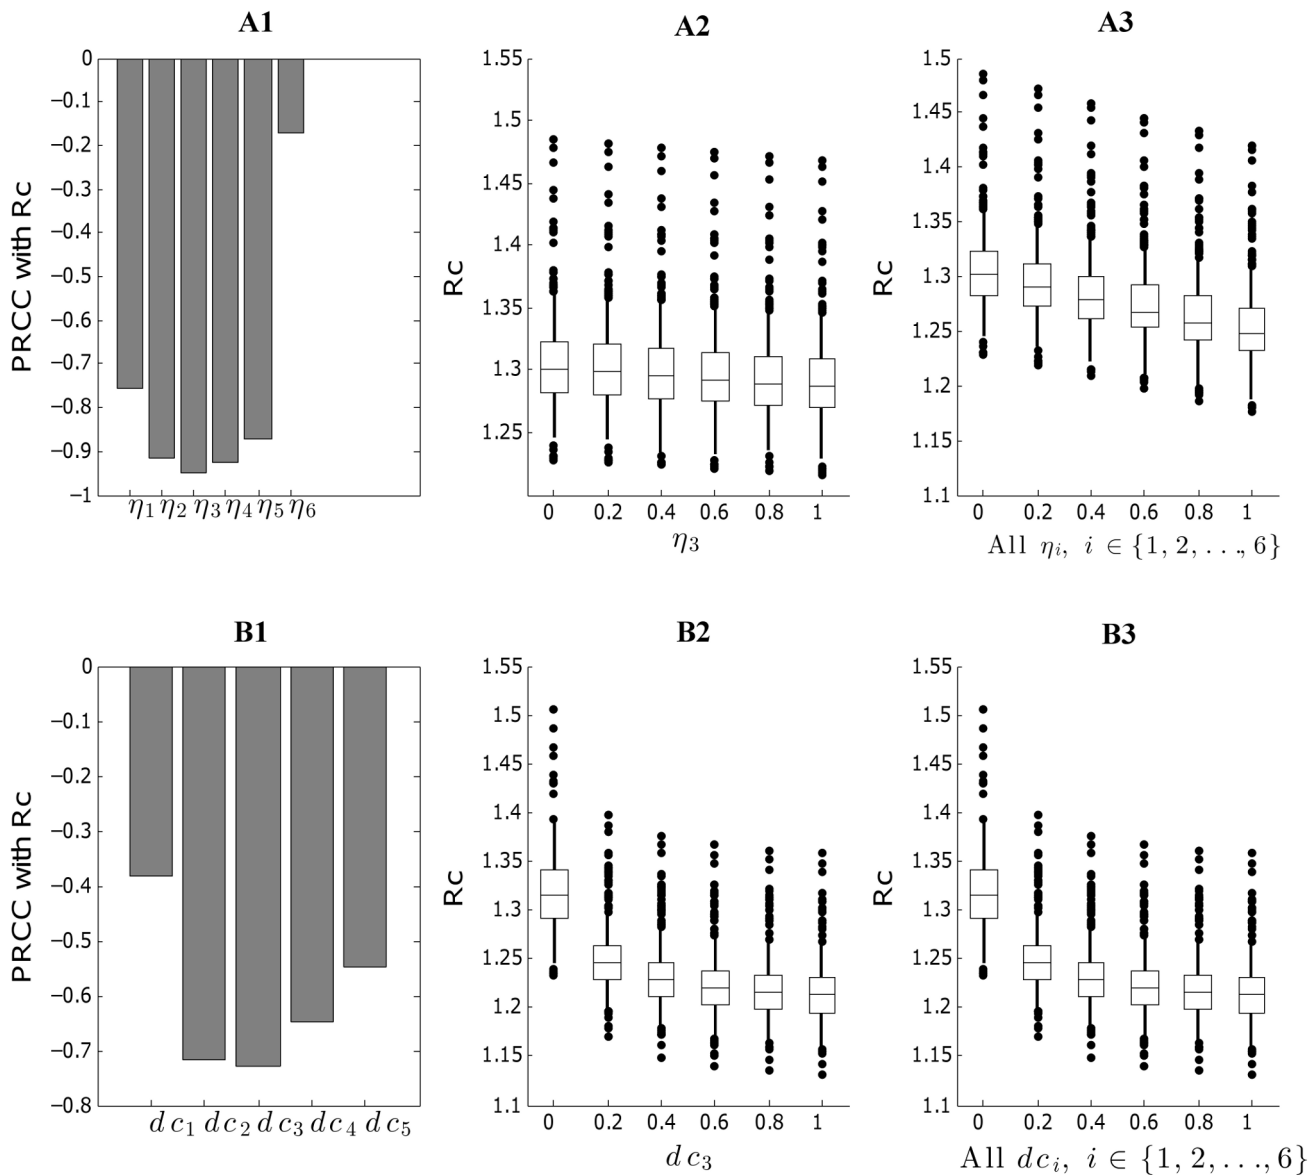 A1
0
−0.1
−0.2
−0.3
−0.4
−0.5
−0.6
−0.7
−0.8
−0.9
−1
PRCC with Rc
η1 η2 η3 η4 η5 η6
A2
1.55
1.5
1.45
1.4
1.35
1.3
1.25
Rc
0 0.2 0.4 0.6 0.8 1
η3
A3
1.5
1.45
1.4
1.35
1.3
1.25
1.2
1.15
1.1
Rc
0 0.2 0.4 0.6 0.8 1
All ηi, i ∈ {1, 2, . . ., 6}
B1
0
−0.1
−0.2
−0.3
−0.4
−0.5
−0.6
−0.7
−0.8
PRCC with Rc
dc1 dc2 dc3 dc4 dc5
B2
1.55
1.5
1.45
1.4
1.35
1.3
1.25
1.2
1.15
1.1
Rc
0 0.2 0.4 0.6 0.8 1
dc3
B3
1.55
1.5
1.45
1.4
1.35
1.3
1.25
1.2
1.15
1.1
Rc
0 0.2 0.4 0.6 0.8 1
All dci, i ∈ {1, 2, . . ., 6}